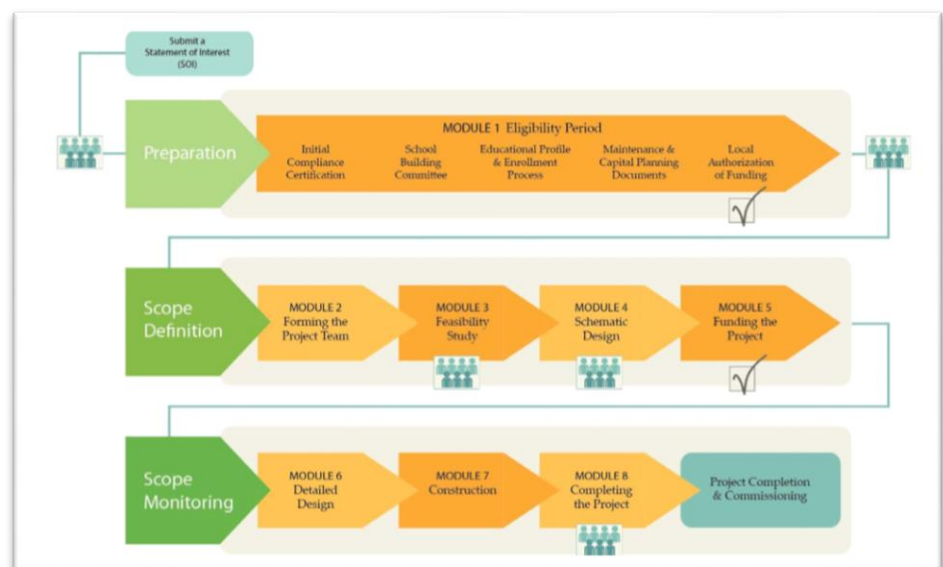 Submit a
Statement of Interest
(SOI)
Preparation
MODULE 1 Eligibility Period
Initial
Compliance
Certification
School
Building
Committee
Educational Profile
& Enrollment
Process
Maintenance &
Capital Planning
Documents
Local
Authorization
of Funding
Scope
Definition
MODULE 2
Forming the
Project Team
MODULE 3
Feasibility
Study
MODULE 4
Schematic
Design
MODULE 5
Funding the
Project
Scope
Monitoring
MODULE 6
Detailed
Design
MODULE 7
Construction
MODULE 8
Completing
the Project
Project Completion
& Commissioning